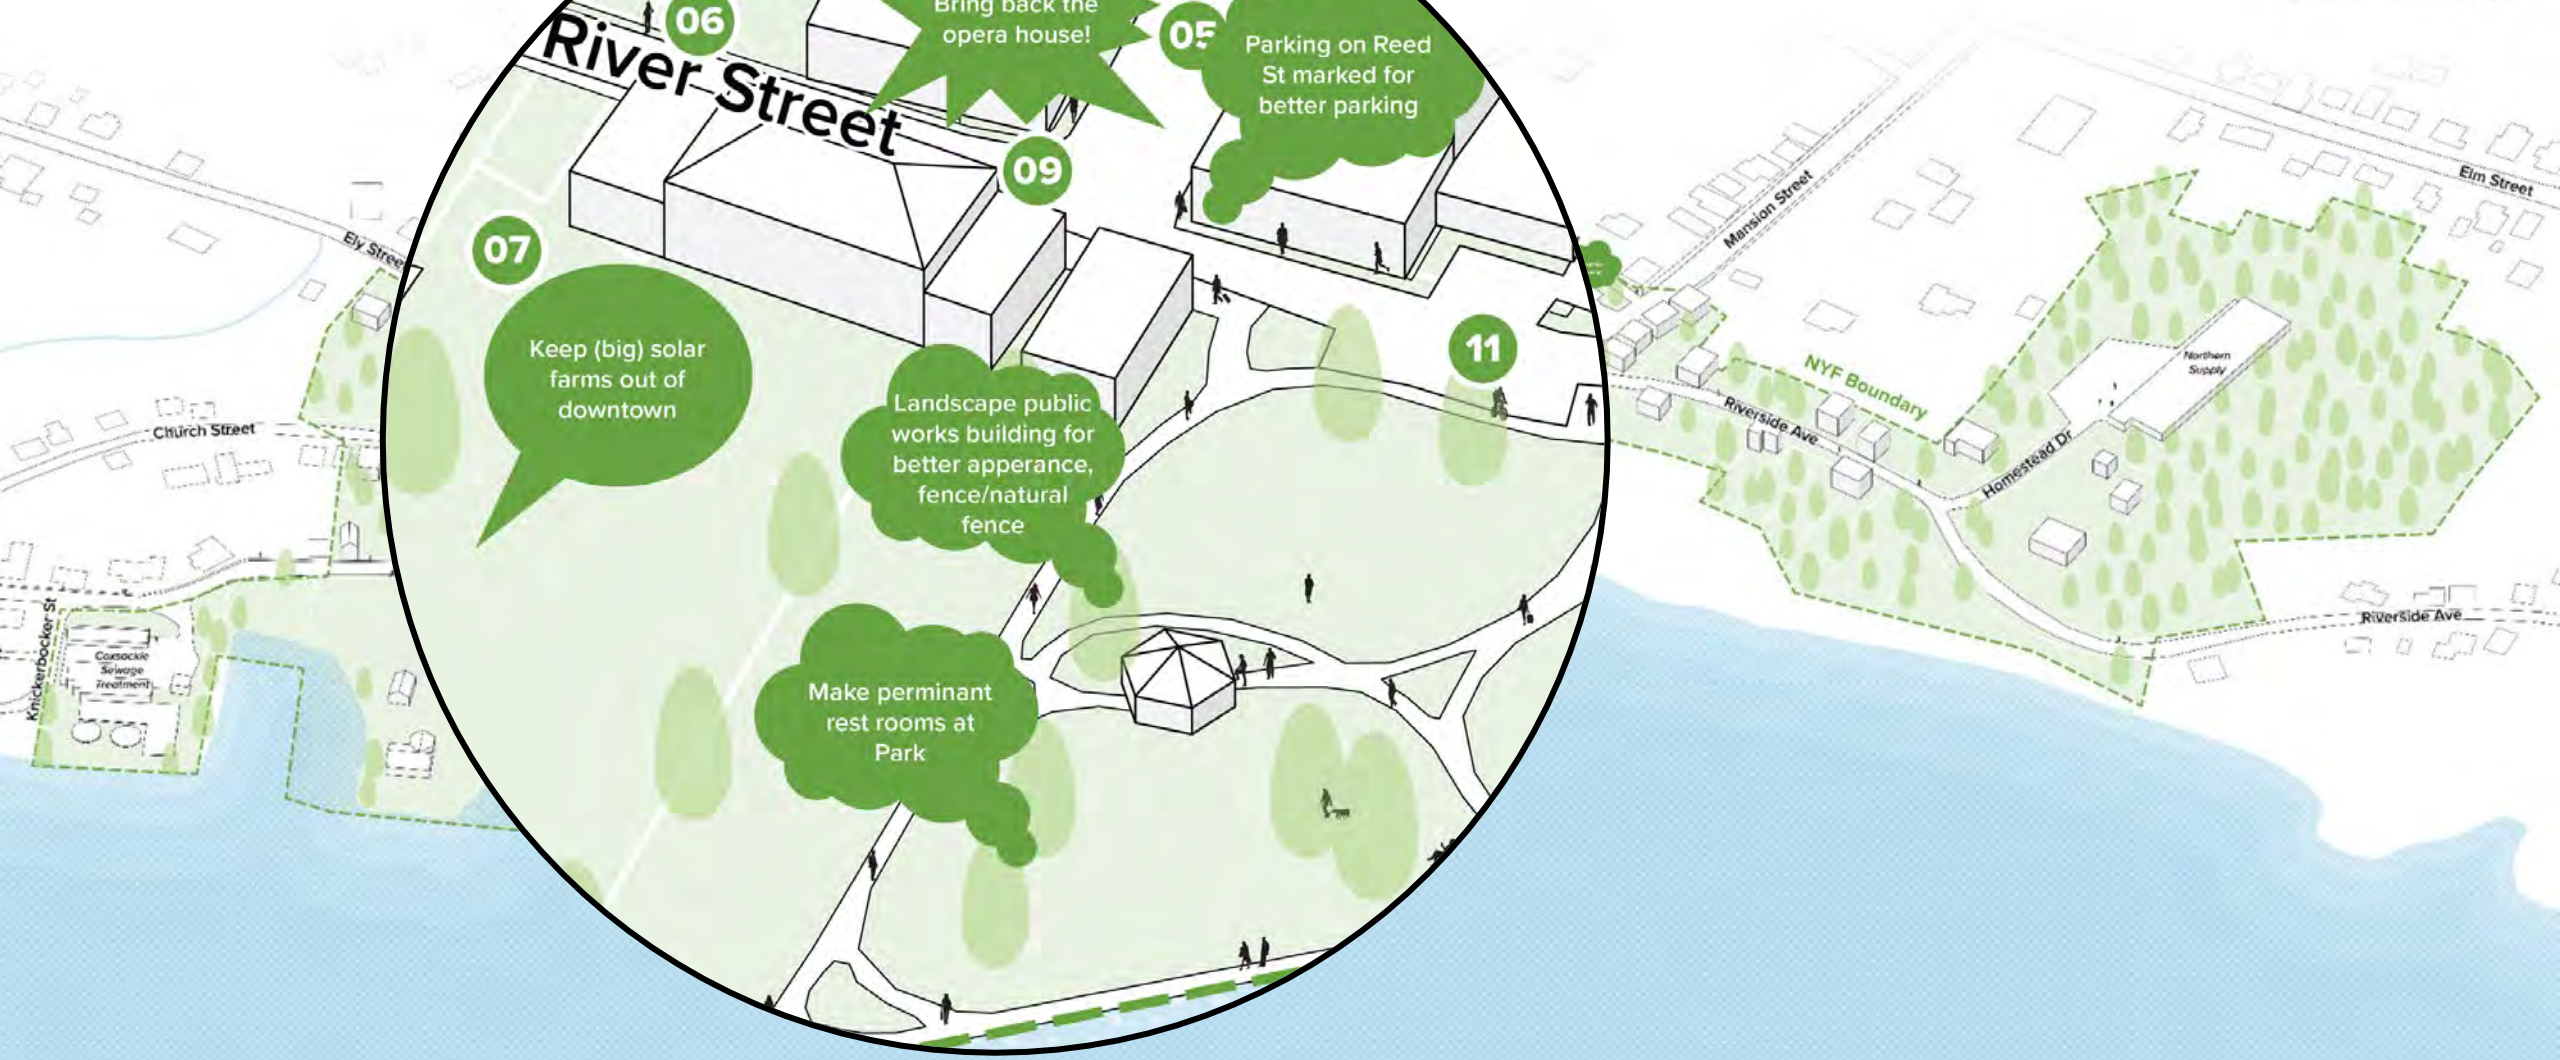 06
River Street
Bring back the
opera house!
05
Parking on Reed
St marked for
better parking
09
07
Keep (big) solar
farms out of
downtown
11
Landscape public
works building for
better apperance,
fence/natural
fence
Make perminant
rest rooms at
Park
Ely Street
Church Street
Knickerbocker St
Coxsackie
Sewage
Treatment
Mansion Street
Elm Street
NYF Boundary
Northern
Supply
Riverside Ave
Homestead Dr
Riverside Ave